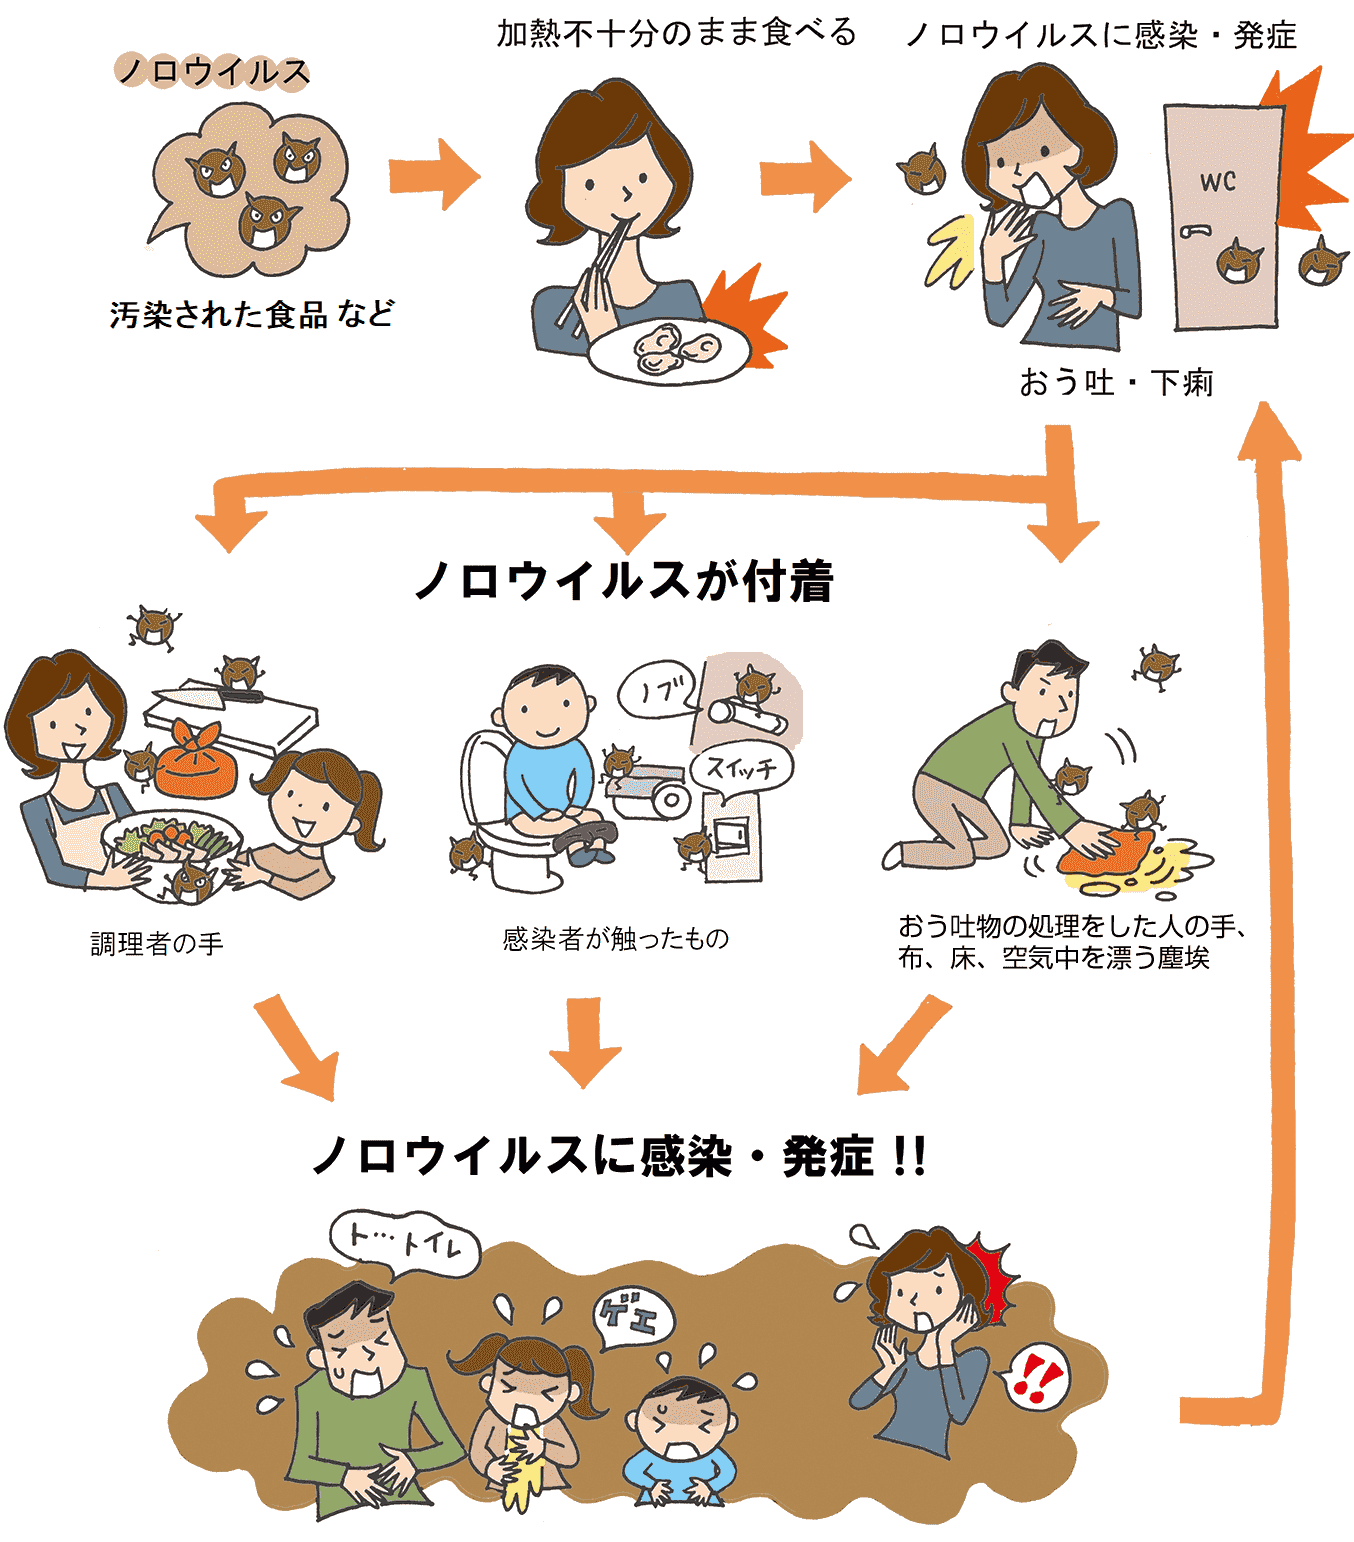 ノロウイルス
汚染された食品 など
加熱不十分のまま食べる
ノロウイルスに感染・発症
WC
おう吐・下痢
ノロウイルスが付着
ノブ
スイッチ
調理者の手
感染者が触ったもの
おう吐物の処理をした人の手、
布、床、空気中を漂う塵埃
ノロウイルスに感染・発症 !!
ト…トイレ
ゲエ
!!